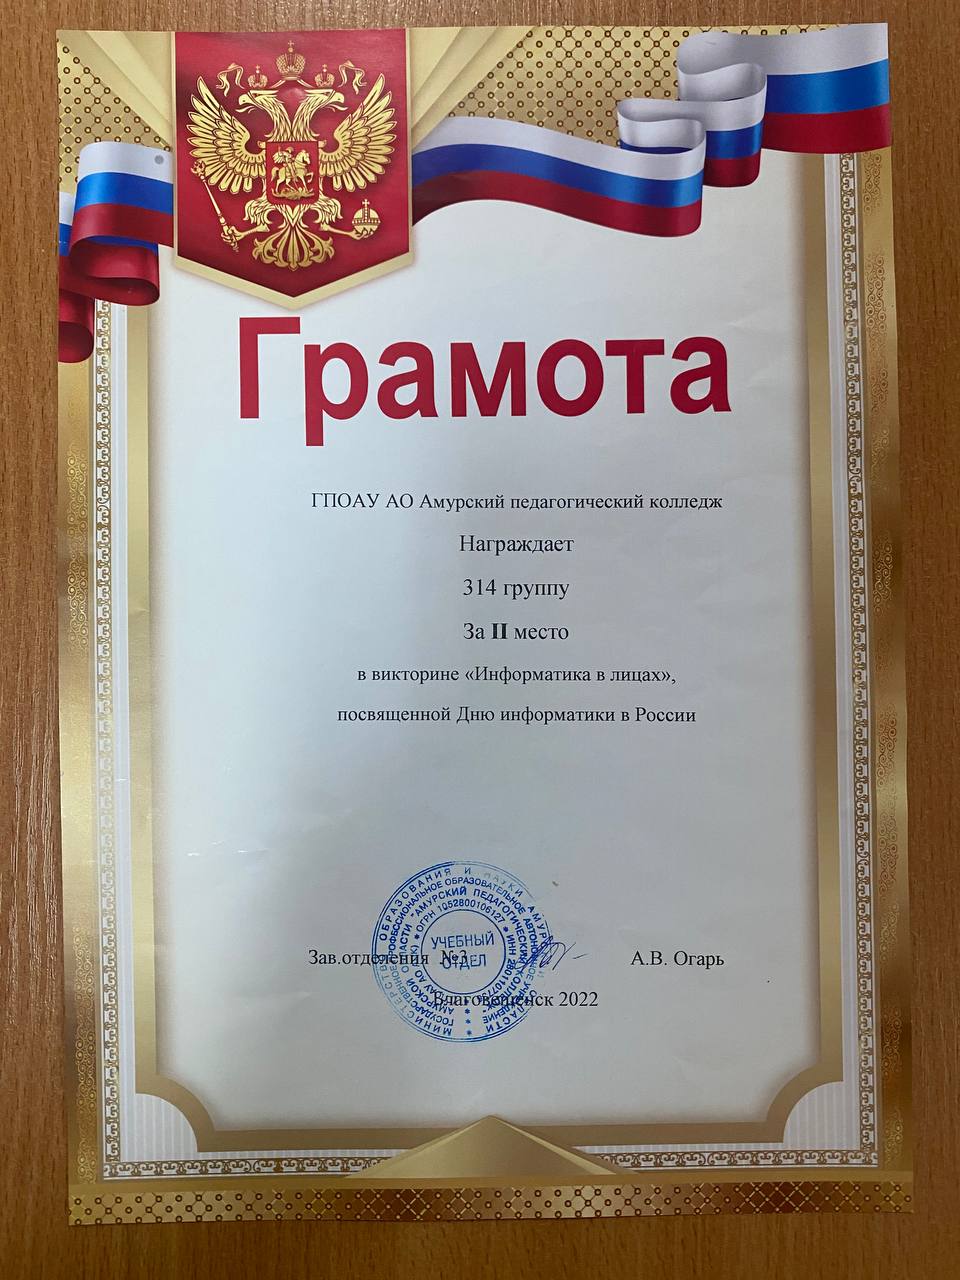 Грамота
ГПОАУ АО Амурский педагогический колледж
Награждает
314 группу
За II место
в викторине «Информатика в лицах»,
посвященной Дню информатики в России
Зав.отделения №3 А.В. Огарь
Благовещенск 2022
МИНИСТЕРСТВО ОБРАЗОВАНИЯ И НАУКИ АМУРСКОЙ ОБЛАСТИ
ГОСУДАРСТВЕННОЕ ПРОФЕССИОНАЛЬНОЕ ОБРАЗОВАТЕЛЬНОЕ АВТОНОМНОЕ УЧРЕЖДЕНИЕ
АМУРСКОЙ ОБЛАСТИ "АМУРСКИЙ ПЕДАГОГИЧЕСКИЙ КОЛЛЕДЖ"
ОГРН 1052800106127 * ИНН
УЧЕБНЫЙ
ОТДЕЛ